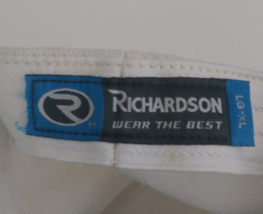 R
RICHARDSON
WEAR THE BEST
LG-XL